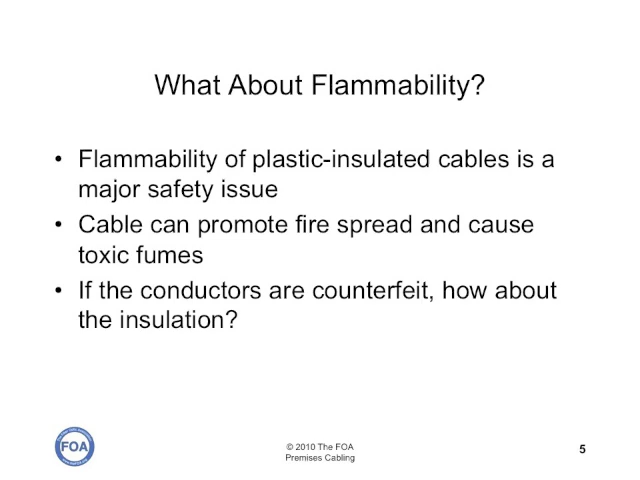 What About Flammability?
• Flammability of plastic-insulated cables is a
major safety issue
• Cable can promote fire spread and cause
toxic fumes
• If the conductors are counterfeit, how about
the insulation?
FOA
© 2010 The FOA
Premises Cabling
5